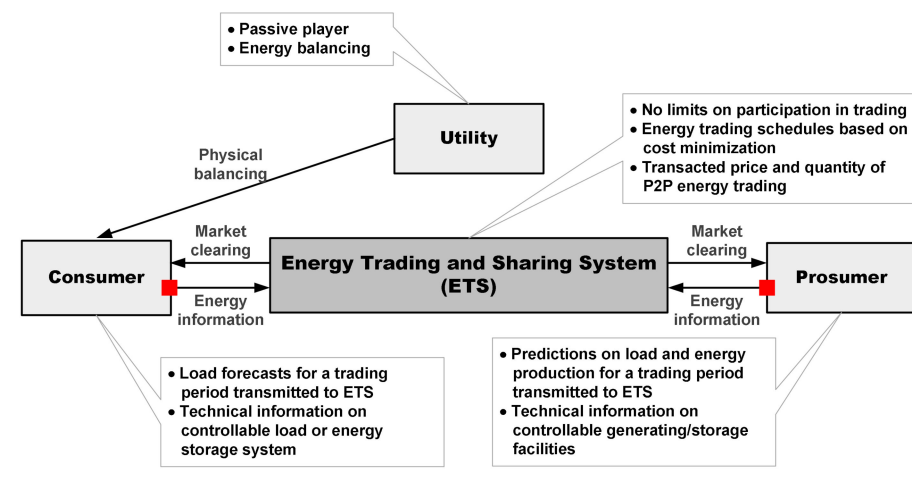 • Passive player
• Energy balancing
Utility
• No limits on participation in trading
• Energy trading schedules based on
cost minimization
• Transacted price and quantity of
P2P energy trading
Physical
balancing
Market
clearing
Market
clearing
Consumer
Energy Trading and Sharing System
(ETS)
Prosumer
Energy
information
Energy
information
• Load forecasts for a trading
period transmitted to ETS
• Technical information on
controllable load or energy
storage system
• Predictions on load and energy
production for a trading period
transmitted to ETS
• Technical information on
controllable generating/storage
facilities